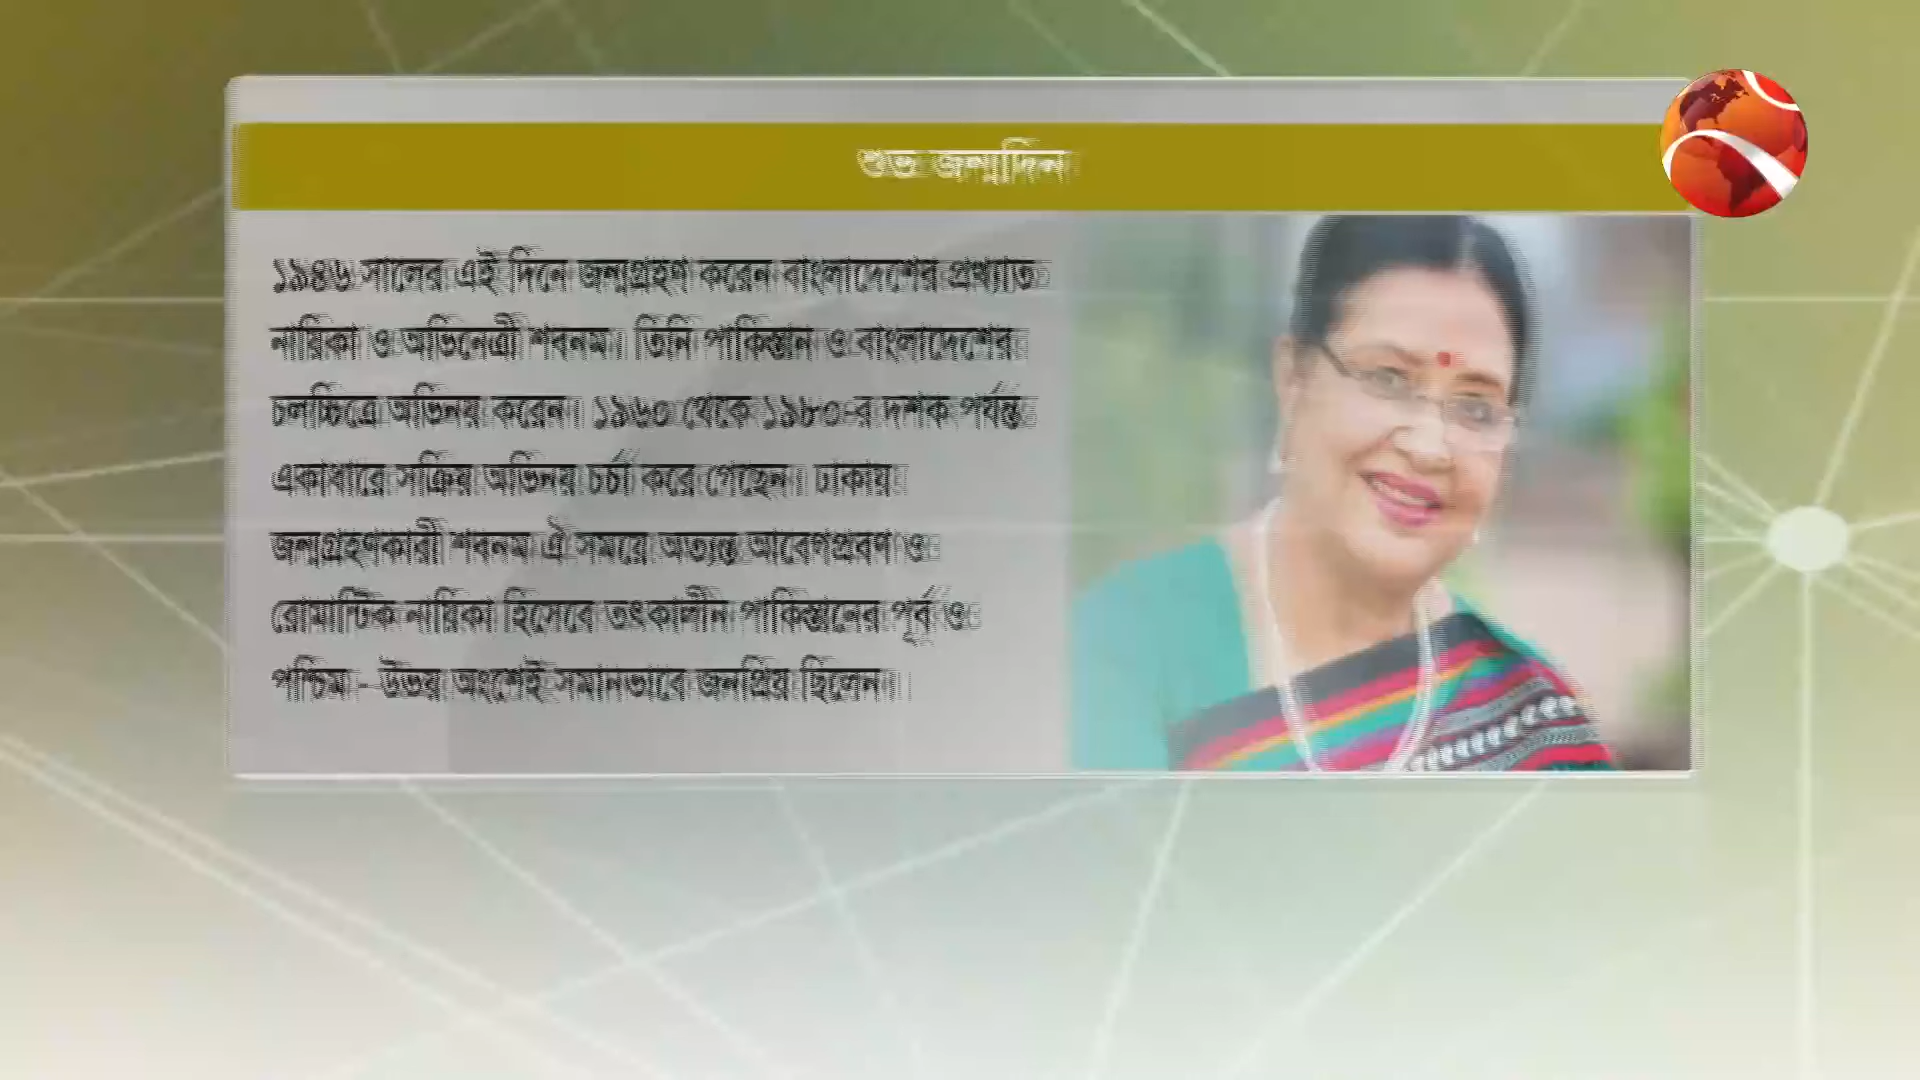 শুভ জন্মদিন
১৯৪৬ সালের এই দিনে জন্মগ্রহণ করেন বাংলাদেশের প্রখ্যাত
নায়িকা ও অভিনেত্রী শবনম। তিনি পাকিস্তান ও বাংলাদেশের
চলচ্চিত্রে অভিনয় করেন। ১৯৬০ থেকে ১৯৮০-র দশক পর্যন্ত
একাধারে সক্রিয় অভিনয় চর্চা করে গেছেন। ঢাকায়
জন্মগ্রহণকারী শবনম ঐ সময়ে অত্যন্ত আবেগপ্রবণ ও
রোমান্টিক নায়িকা হিসেবে তৎকালীন পাকিস্তানের পূর্ব ও
পশ্চিম - উভয় অংশেই সমানভাবে জনপ্রিয় ছিলেন।